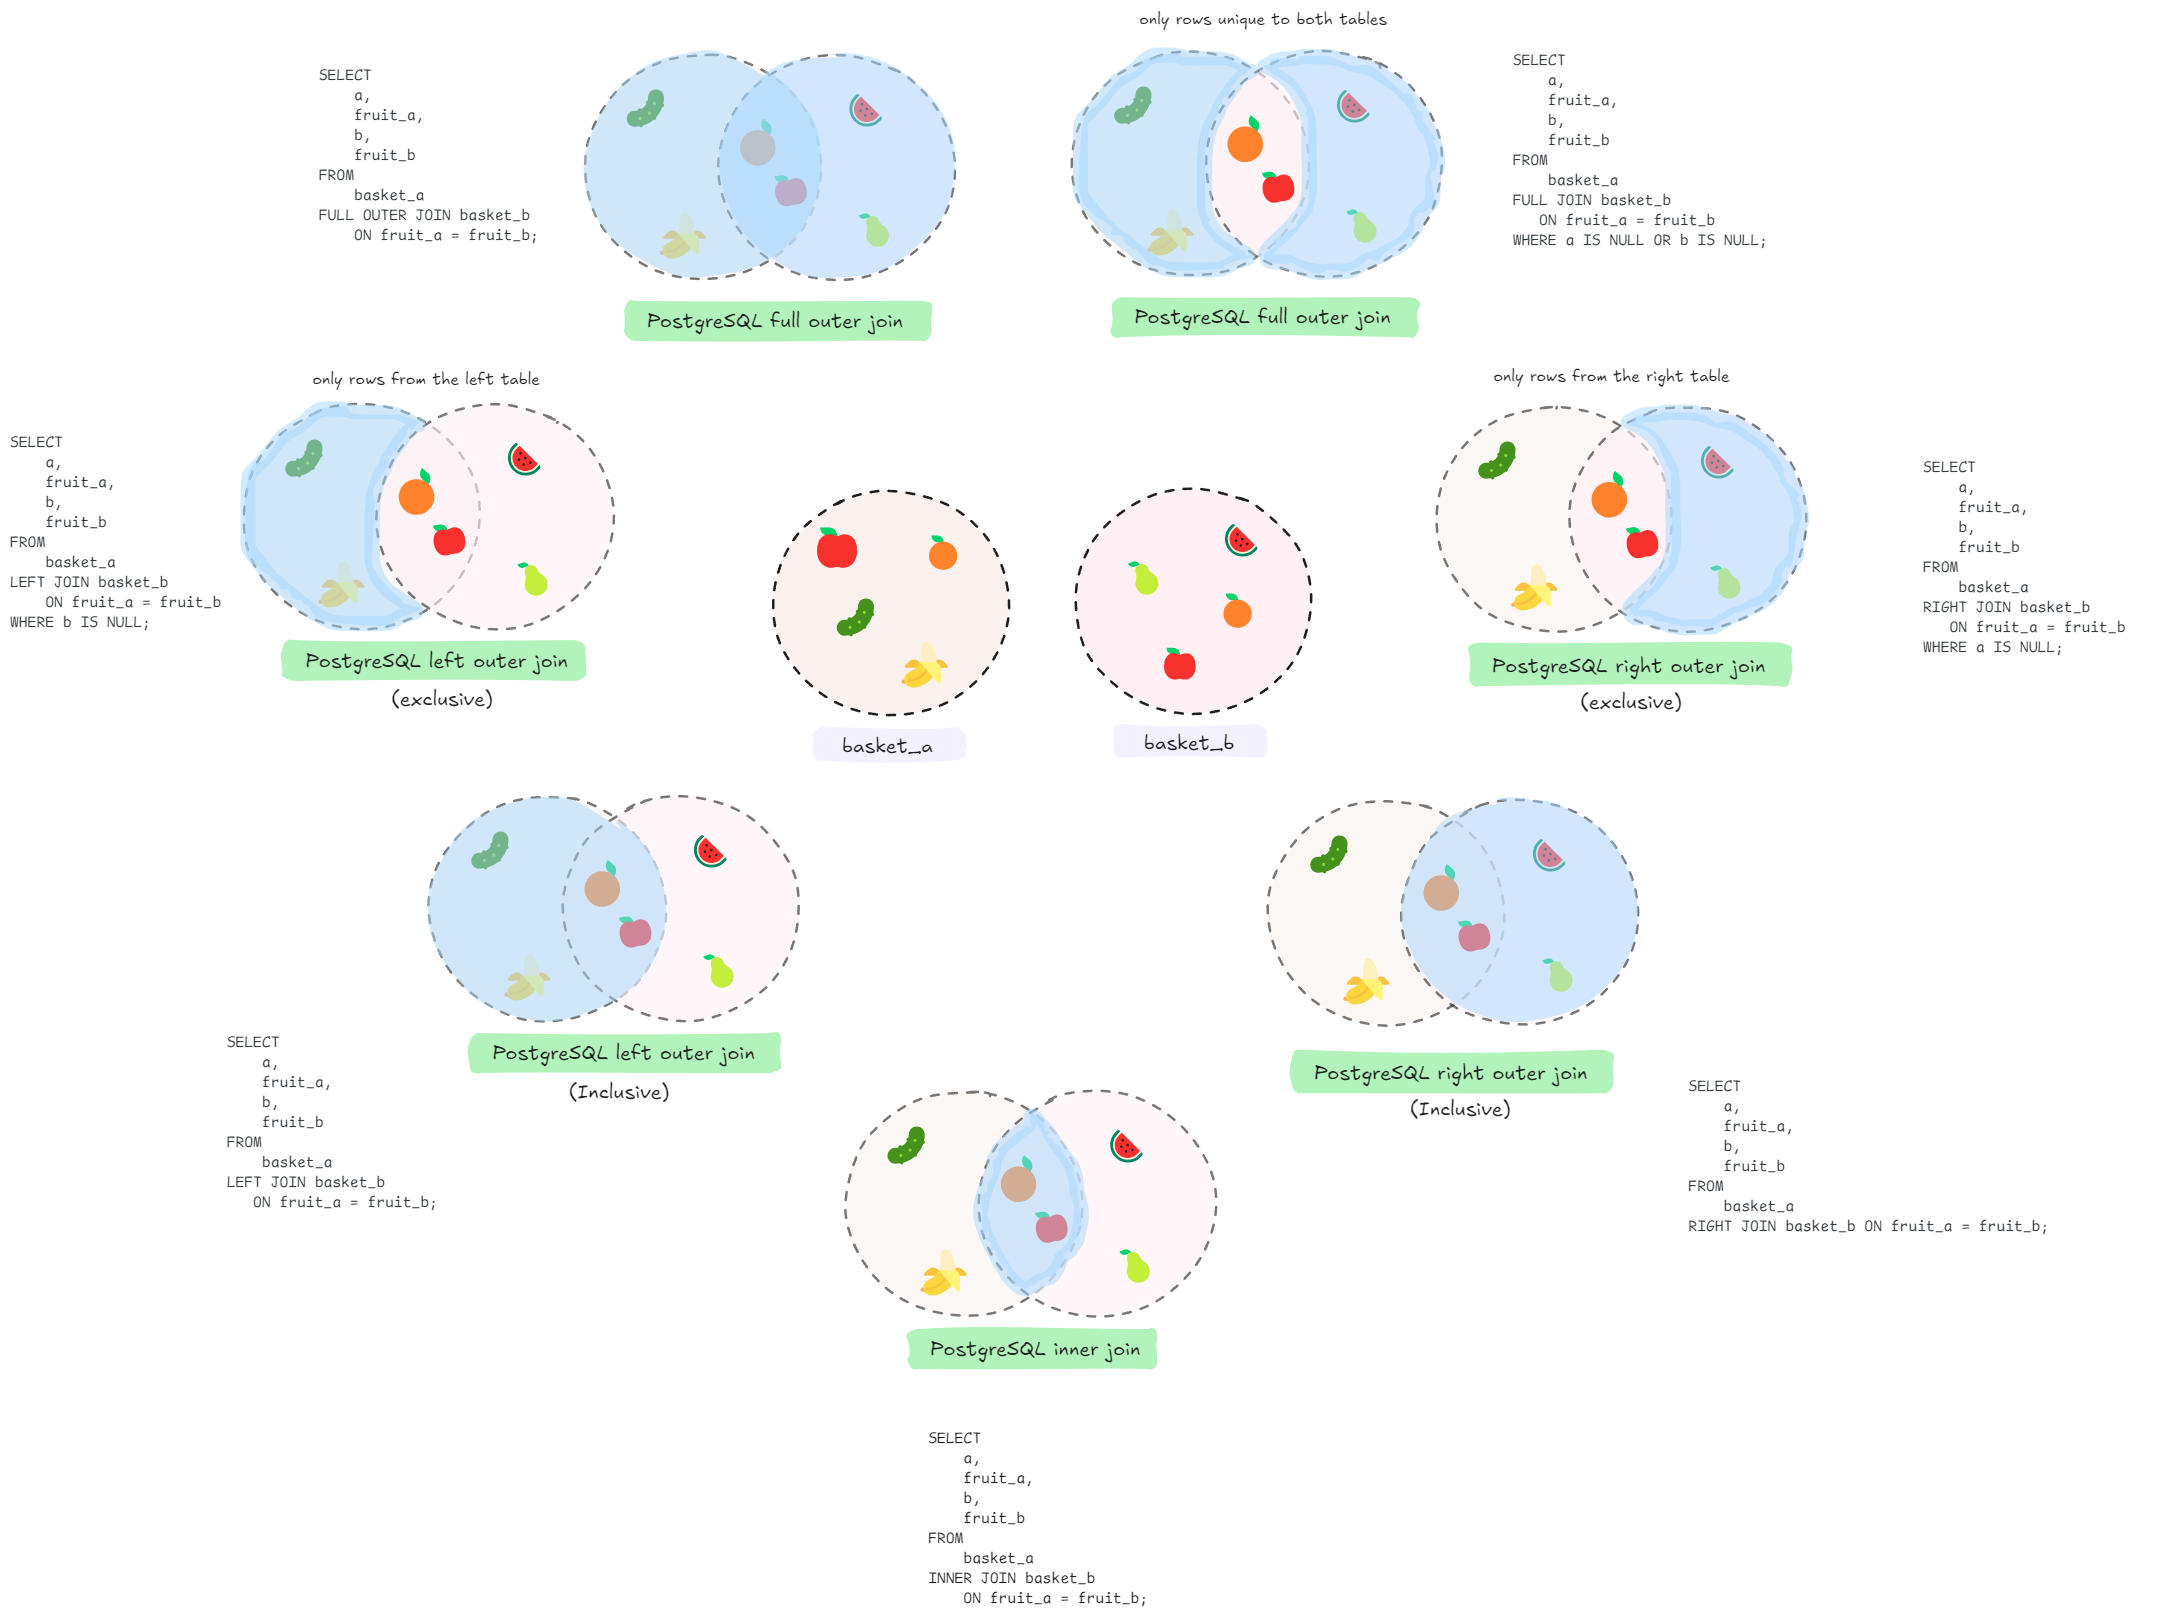 only rows unique to both tables
SELECT
a,
fruit_a,
b,
fruit_b
FROM
basket_a
FULL OUTER JOIN basket_b
ON fruit_a = fruit_b;
SELECT
a,
fruit_a,
b,
fruit_b
FROM
basket_a
FULL JOIN basket_b
ON fruit_a = fruit_b
WHERE a IS NULL OR b IS NULL;
PostgreSQL full outer join
PostgreSQL full outer join
only rows from the left table
only rows from the right table
SELECT
a,
fruit_a,
b,
fruit_b
FROM
basket_a
LEFT JOIN basket_b
ON fruit_a = fruit_b
WHERE b IS NULL;
PostgreSQL left outer join
(exclusive)
basket_a
basket_b
PostgreSQL right outer join
(exclusive)
SELECT
a,
fruit_a,
b,
fruit_b
FROM
basket_a
RIGHT JOIN basket_b
ON fruit_a = fruit_b
WHERE a IS NULL;
SELECT
a,
fruit_a,
b,
fruit_b
FROM
basket_a
LEFT JOIN basket_b
ON fruit_a = fruit_b;
PostgreSQL left outer join
(Inclusive)
PostgreSQL right outer join
(Inclusive)
SELECT
a,
fruit_a,
b,
fruit_b
FROM
basket_a
RIGHT JOIN basket_b ON fruit_a = fruit_b;
PostgreSQL inner join
SELECT
a,
fruit_a,
b,
fruit_b
FROM
basket_a
INNER JOIN basket_b
ON fruit_a = fruit_b;